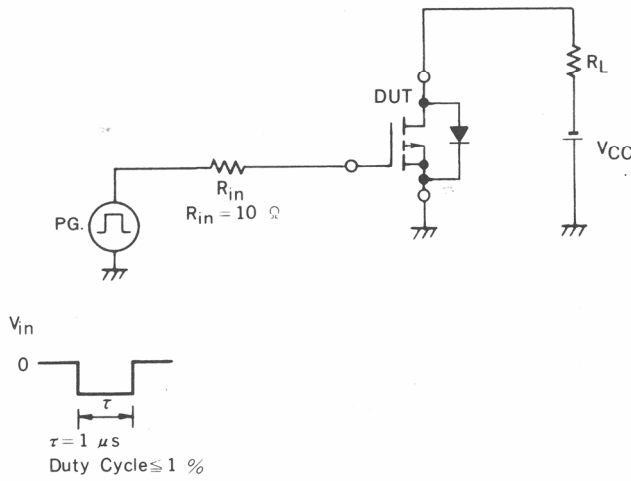 DUT
RL
VCC
Rin
Rin = 10 Ω
PG.
Vin
0
τ
τ = 1 μs
Duty Cycle ≦ 1 %